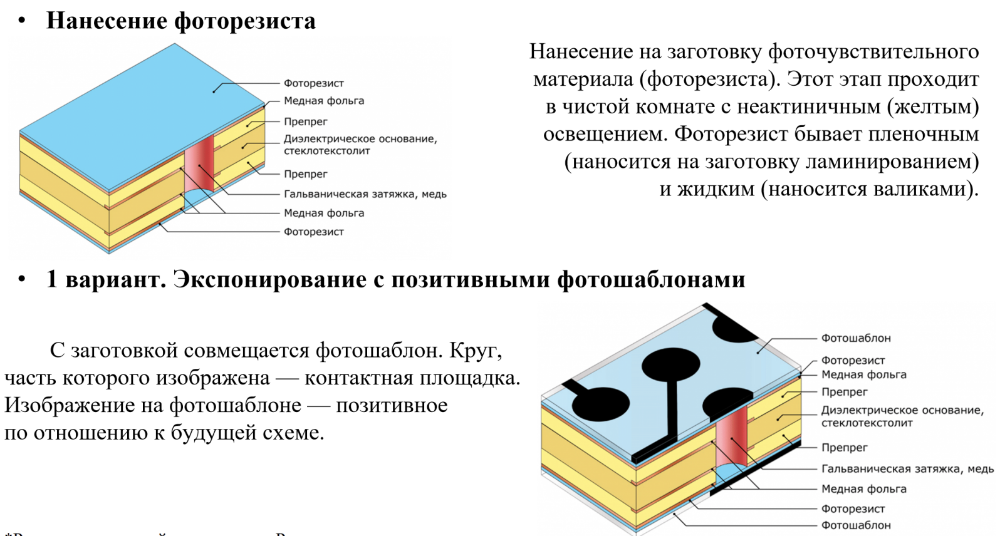 • Нанесение фоторезиста
Фоторезист
Медная фольга
Препрег
Диэлектрическое основание,
стеклотекстолит
Препрег
Гальваническая затяжка, медь
Медная фольга
Фоторезист
Нанесение на заготовку фоточувствительного
материала (фоторезиста). Этот этап проходит
в чистой комнате с неактиничным (желтым)
освещением. Фоторезист бывает пленочным
(наносится на заготовку ламинированием)
и жидким (наносится валиками).
• 1 вариант. Экспонирование с позитивными фотошаблонами
С заготовкой совмещается фотошаблон. Круг,
часть которого изображена — контактная площадка.
Изображение на фотошаблоне — позитивное
по отношению к будущей схеме.
Фотошаблон
Фоторезист
Медная фольга
Препрег
Диэлектрическое основание,
стеклотекстолит
Препрег
Гальваническая затяжка, медь
Медная фольга
Фоторезист
Фотошаблон